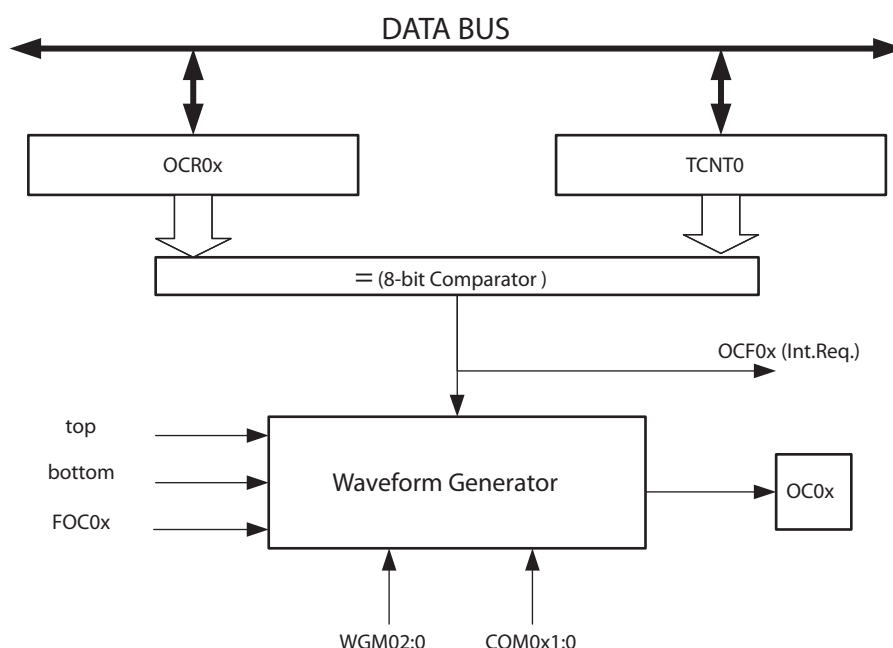 DATA BUS
OCR0x
TCNT0
= (8-bit Comparator )
OCF0x (Int.Req.)
top
bottom
FOC0x
Waveform Generator
OC0x
WGM02:0
COM0x1:0